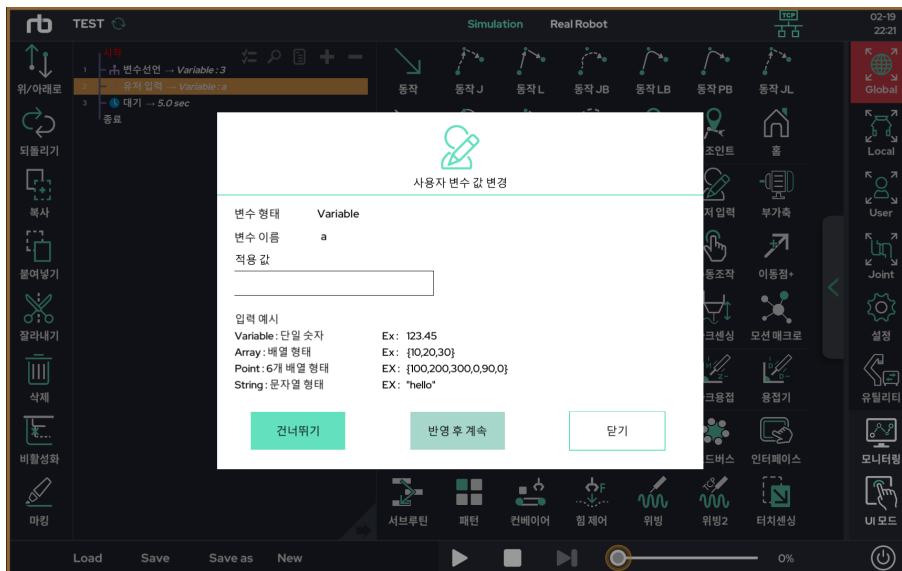 rb TEST Simulation Real Robot TCP 02-19
22:21
위/아래로
되돌리기
복사
붙여넣기
잘라내기
삭제
비활성화
마킹
시작
1 변수선언 → Variable : 3
2 유저 입력 → Variable : a
3 대기 → 5.0 sec
종료
동작 동작 J 동작 L 동작 JB 동작 LB 동작 PB 동작 JL
조인트 홈
저 입력 부가축
동조작 이동점+
크센싱 모션 매크로
크용접 용접기
드버스 인터페이스
서브루틴 패턴 컨베이어 힘 제어 위빙 위빙2 터치센싱
사용자 변수 값 변경
변수 형태 Variable
변수 이름 a
적용 값
입력 예시
Variable : 단일 숫자 Ex : 123.45
Array : 배열 형태 Ex : {10,20,30}
Point : 6개 배열 형태 EX : {100,200,300,0,90,0}
String : 문자열 형태 EX : "hello"
건너뛰기 반영 후 계속 닫기
Global
Local
User
Joint
설정
유틸리티
모니터링
UI 모드
Load Save Save as New 0%